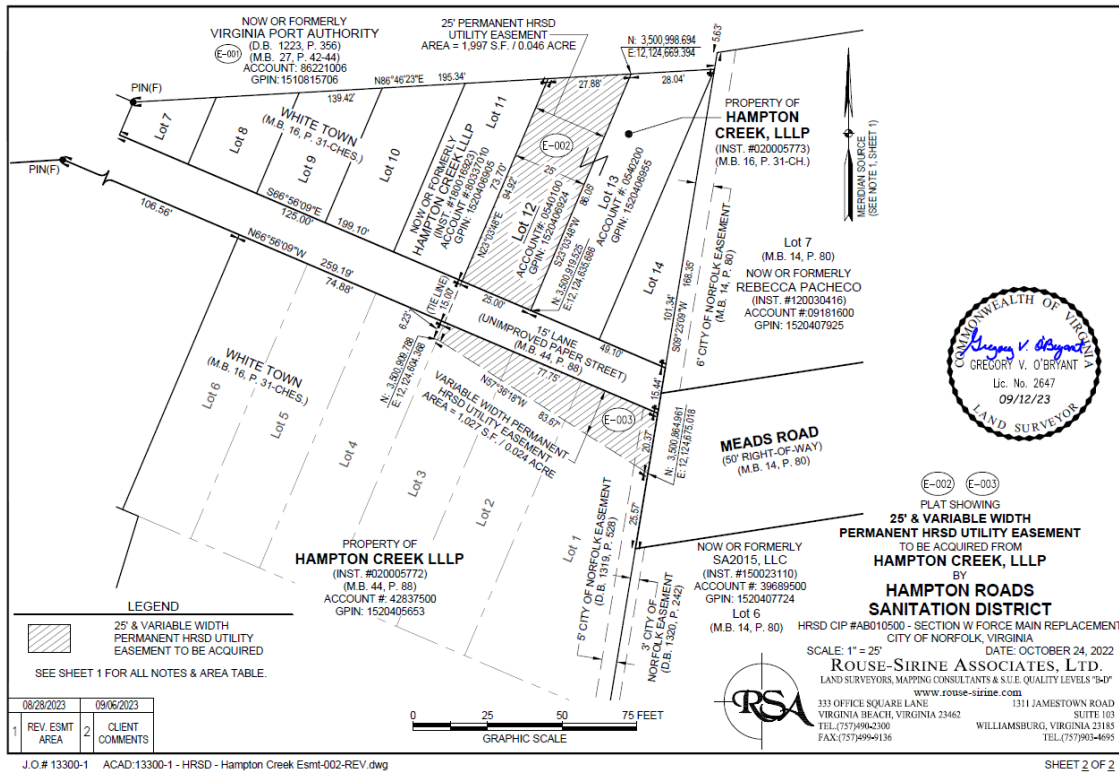 NOW OR FORMERLY
VIRGINIA PORT AUTHORITY
(D.B. 1223, P. 356)
E-001
(M.B. 27, P. 42-44)
ACCOUNT: 86221006
GPIN:1510815706
25' PERMANENT HRSD
UTILITY EASEMENT
AREA = 1,997 S.F. / 0.046 ACRE
N: 3,500,998.694
E:12,124,669.394
5.63'
PIN(F)
N86°46'23"E 195.34'
139.42'
27.88'
28.04'
Lot 7
Lot 8
Lot 9
Lot 10
Lot 11
WHITE TOWN
(M.B. 16, P. 31-CHES.)
S66°56'09"E
125.00'
199.10'
NOW OR FORMERLY
HAMPTON CREEK LLLP
(INST. #180016923)
ACCOUNT #:80337010
GPIN: 1520406905
N23°03'48"E
73.70'
94.92'
E-002
25'
Lot 12
ACCOUNT#: 0540100
GPIN: 1520406924
S23°03'48"W
86.05'
N: 3,500,919.525
E: 12,124,635.686
Lot 13
ACCOUNT #: 0540200
GPIN: 1520406955
Lot 14
PROPERTY OF
HAMPTON
CREEK, LLLP
(INST. #020005773)
(M.B. 16, P. 31-CH.)
MERIDIAN SOURCE
(SEE NOTE 1, SHEET 1)
101.34'
168.35'
S09°23'09"W
6' CITY OF NORFOLK EASEMENT
(M.B. 14, P. 80)
Lot 7
(M.B. 14, P. 80)
NOW OR FORMERLY
REBECCA PACHECO
(INST. #120030416)
ACCOUNT #:09181600
GPIN: 1520407925
PIN(F)
106.56'
N66°56'09"W
259.19'
74.88'
6.23'
(TIE LINE)
15.00'
25.00'
15' LANE
(UNIMPROVED PAPER STREET)
(M.B. 44, P. 88)
49.10'
15.44'
77.75'
N57°36'18"W
83.67'
E-003
20.37'
N: 3,500,864.961
E: 12,124,675.018
N: 3,500,909.788
E: 12,124,604.368
VARIABLE WIDTH PERMANENT
HRSD UTILITY EASEMENT
AREA = 1,027 S.F. / 0.024 ACRE
WHITE TOWN
(M.B. 16, P. 31-CHES.)
Lot 6
Lot 5
Lot 4
Lot 3
Lot 2
Lot 1
25.57'
MEADS ROAD
(50' RIGHT-OF-WAY)
(M.B. 14, P. 80)
5' CITY OF NORFOLK EASEMENT
(D.B. 1319, P. 528)
3' CITY OF
NORFOLK EASEMENT
(D.B. 1320, P. 242)
PROPERTY OF
HAMPTON CREEK LLLP
(INST. #020005772)
(M.B. 44, P. 88)
ACCOUNT #: 42837500
GPIN: 1520405653
NOW OR FORMERLY
SA2015, LLC
(INST. #150023110)
ACCOUNT #: 39689500
GPIN: 1520407724
Lot 6
(M.B. 14, P. 80)
COMMONWEALTH OF VIRGINIA
Gregory V. O'Bryant
GREGORY V. O'BRYANT
Lic. No. 2647
09/12/23
LAND SURVEYOR
E-002 E-003
PLAT SHOWING
25' & VARIABLE WIDTH
PERMANENT HRSD UTILITY EASEMENT
TO BE ACQUIRED FROM
HAMPTON CREEK, LLLP
BY
HAMPTON ROADS
SANITATION DISTRICT
HRSD CIP #AB010500 - SECTION W FORCE MAIN REPLACEMENT
CITY OF NORFOLK, VIRGINIA
SCALE: 1" = 25' DATE: OCTOBER 24, 2022
RSA
ROUSE-SIRINE ASSOCIATES, LTD.
LAND SURVEYORS, MAPPING CONSULTANTS & S.U.E. QUALITY LEVELS "B-D"
www.rouse-sirine.com
333 OFFICE SQUARE LANE
VIRGINIA BEACH, VIRGINIA 23462
TEL.(757)490-2300
FAX:(757)499-9136
1311 JAMESTOWN ROAD
SUITE 103
WILLIAMSBURG, VIRGINIA 23185
TEL.(757)903-4695
LEGEND
25' & VARIABLE WIDTH
PERMANENT HRSD UTILITY
EASEMENT TO BE ACQUIRED
SEE SHEET 1 FOR ALL NOTES & AREA TABLE.
08/28/2023 09/06/2023
1 REV. ESMT AREA 2 CLIENT COMMENTS
0 25 50 75 FEET
GRAPHIC SCALE
J.O.# 13300-1 ACAD:13300-1 - HRSD - Hampton Creek Esmt-002-REV.dwg
SHEET 2 OF 2